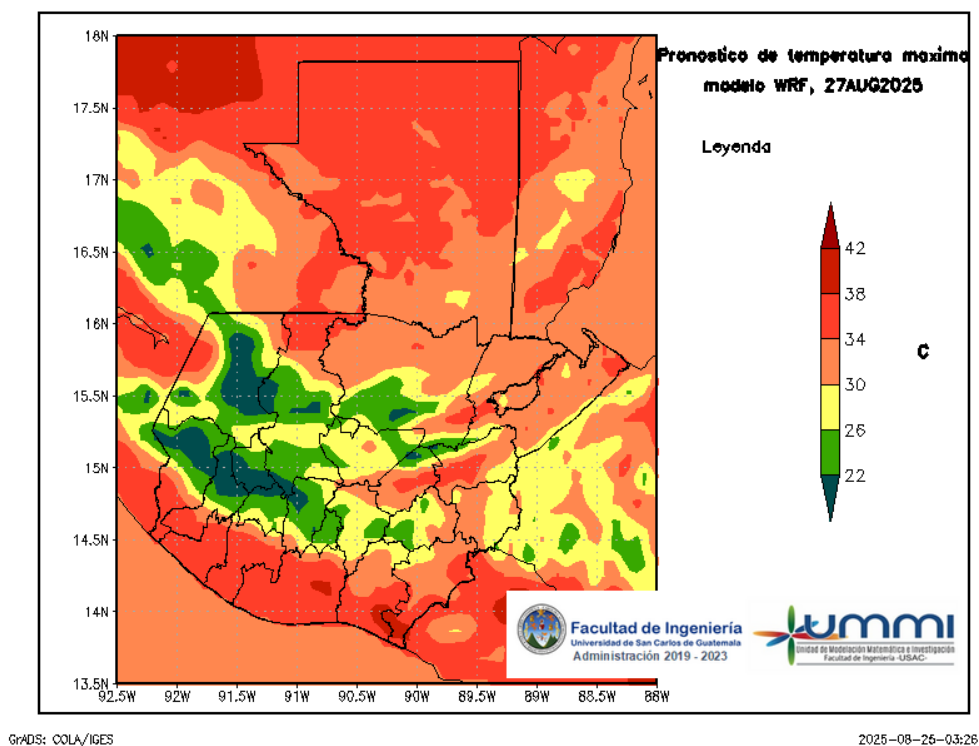 Pronostico de temperatura maxima
modelo WRF, 27AUG2025
Leyenda
42
38
34
30
26
22
C
18N
17.5N
17N
16.5N
16N
15.5N
15N
14.5N
14N
13.5N
92.5W 92W 91.5W 91W 90.5W 90W 89.5W 89W 88.5W 88W
Facultad de Ingeniería
Universidad de San Carlos de Guatemala
Administración 2019 - 2023
ummi
Unidad de Modelación Matemática e Investigación
Facultad de Ingeniería -USAC-
GrADS: COLA/IGES
2025-08-26-03:26